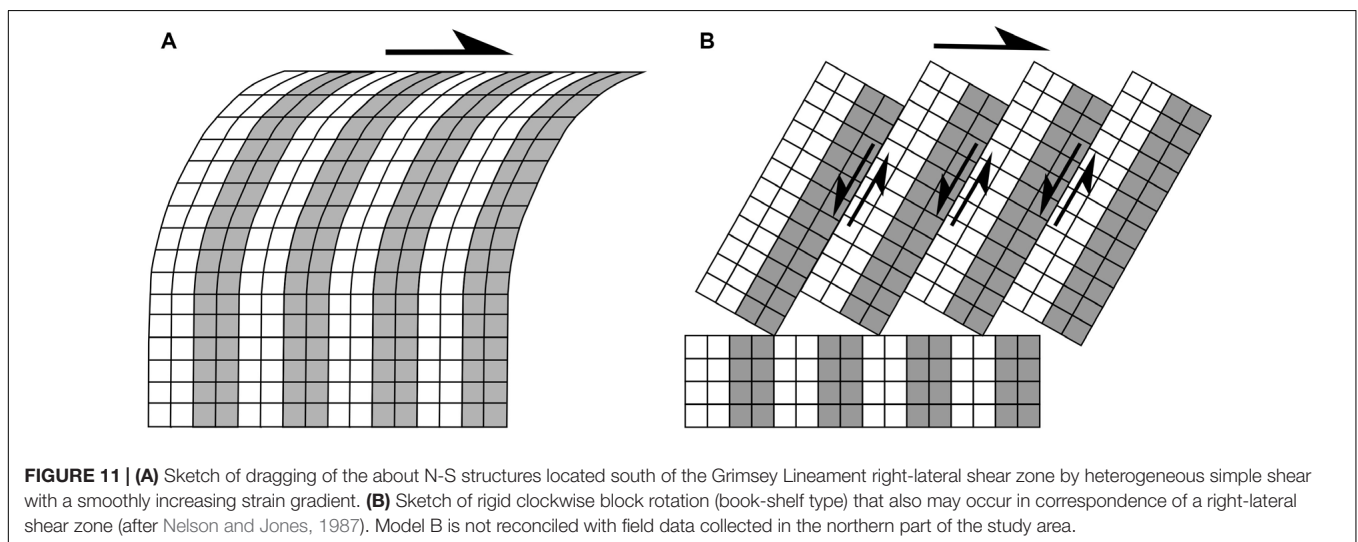 A
B
FIGURE 11 | (A) Sketch of dragging of the about N-S structures located south of the Grimsey Lineament right-lateral shear zone by heterogeneous simple shear
with a smoothly increasing strain gradient. (B) Sketch of rigid clockwise block rotation (book-shelf type) that also may occur in correspondence of a right-lateral
shear zone (after Nelson and Jones, 1987). Model B is not reconciled with field data collected in the northern part of the study area.